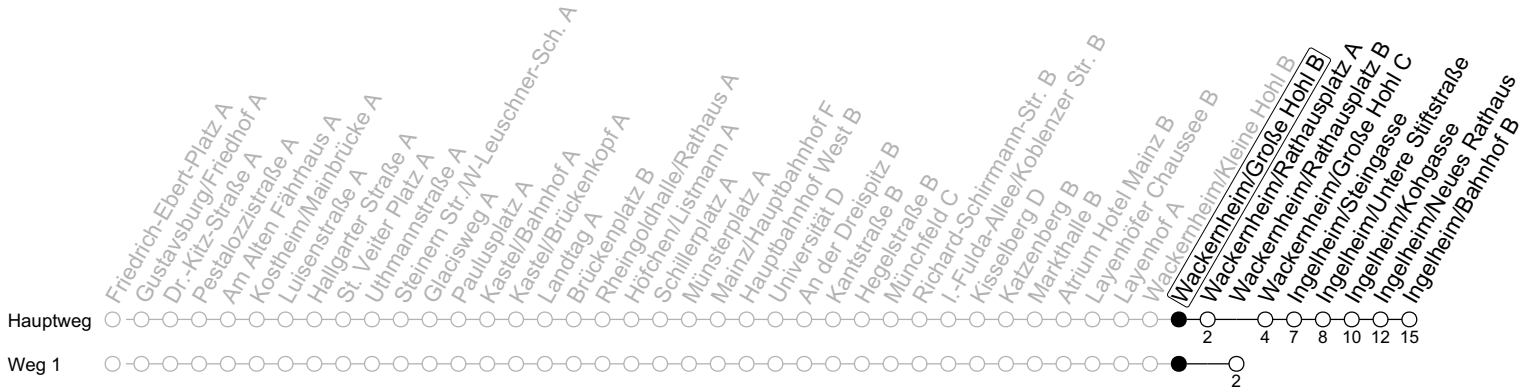 Friedrich-Ebert-Platz A
Gustavsburg/Friedhof A
Dr.-Kitz-Straße A
Pestalozzistraße A
Am Alten Fährhaus A
Kostheim/Mainbrücke A
Luisenstraße A
Hallgarter Straße A
St. Veiter Platz A
Uthmannstraße A
Steinern Str./W-Leuschner-Sch. A
Glacisweg A
Paulusplatz A
Kastel/Bahnhof A
Kastel/Brückenkopf A
Landtag A
Brückenplatz B
Rheingoldhalle/Rathaus A
Höfchen/Listmann A
Schillerplatz A
Münsterplatz A
Mainz/Hauptbahnhof F
Hauptbahnhof West B
Universität D
An der Dreispitz B
Kantstraße B
Hegelstraße B
Münchfeld C
Richard-Schirrmann-Str. B
I.-Fulda-Allee/Koblenzer Str. B
Kisselberg D
Katzenberg B
Markthalle B
Atrium Hotel Mainz B
Layenhöfer Chaussee B
Layenhof A
Wackernheim/Kleine Hohl B
Wackernheim/Große Hohl B
Wackernheim/Rathausplatz A
Wackernheim/Rathausplatz B
Wackernheim/Große Hohl C
Ingelheim/Steingasse
Ingelheim/Untere Stiftstraße
Ingelheim/Rohrgasse
Ingelheim/Neues Rathaus
Ingelheim/Bahnhof B
Hauptweg
2 4 7 8 10 12 15
Weg 1
2